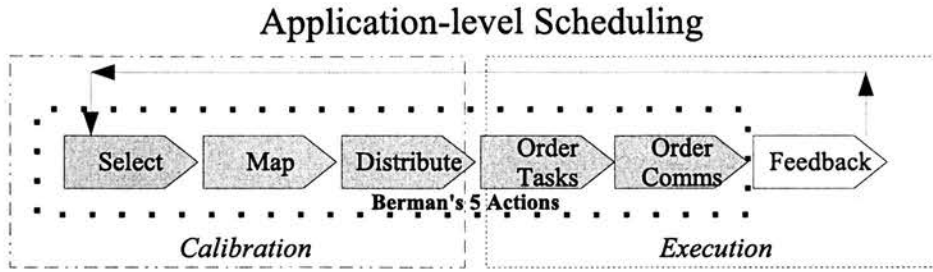 Application-level Scheduling
Select
Map
Distribute
Order
Tasks
Order
Comms
Feedback
Berman's 5 Actions
Calibration
Execution